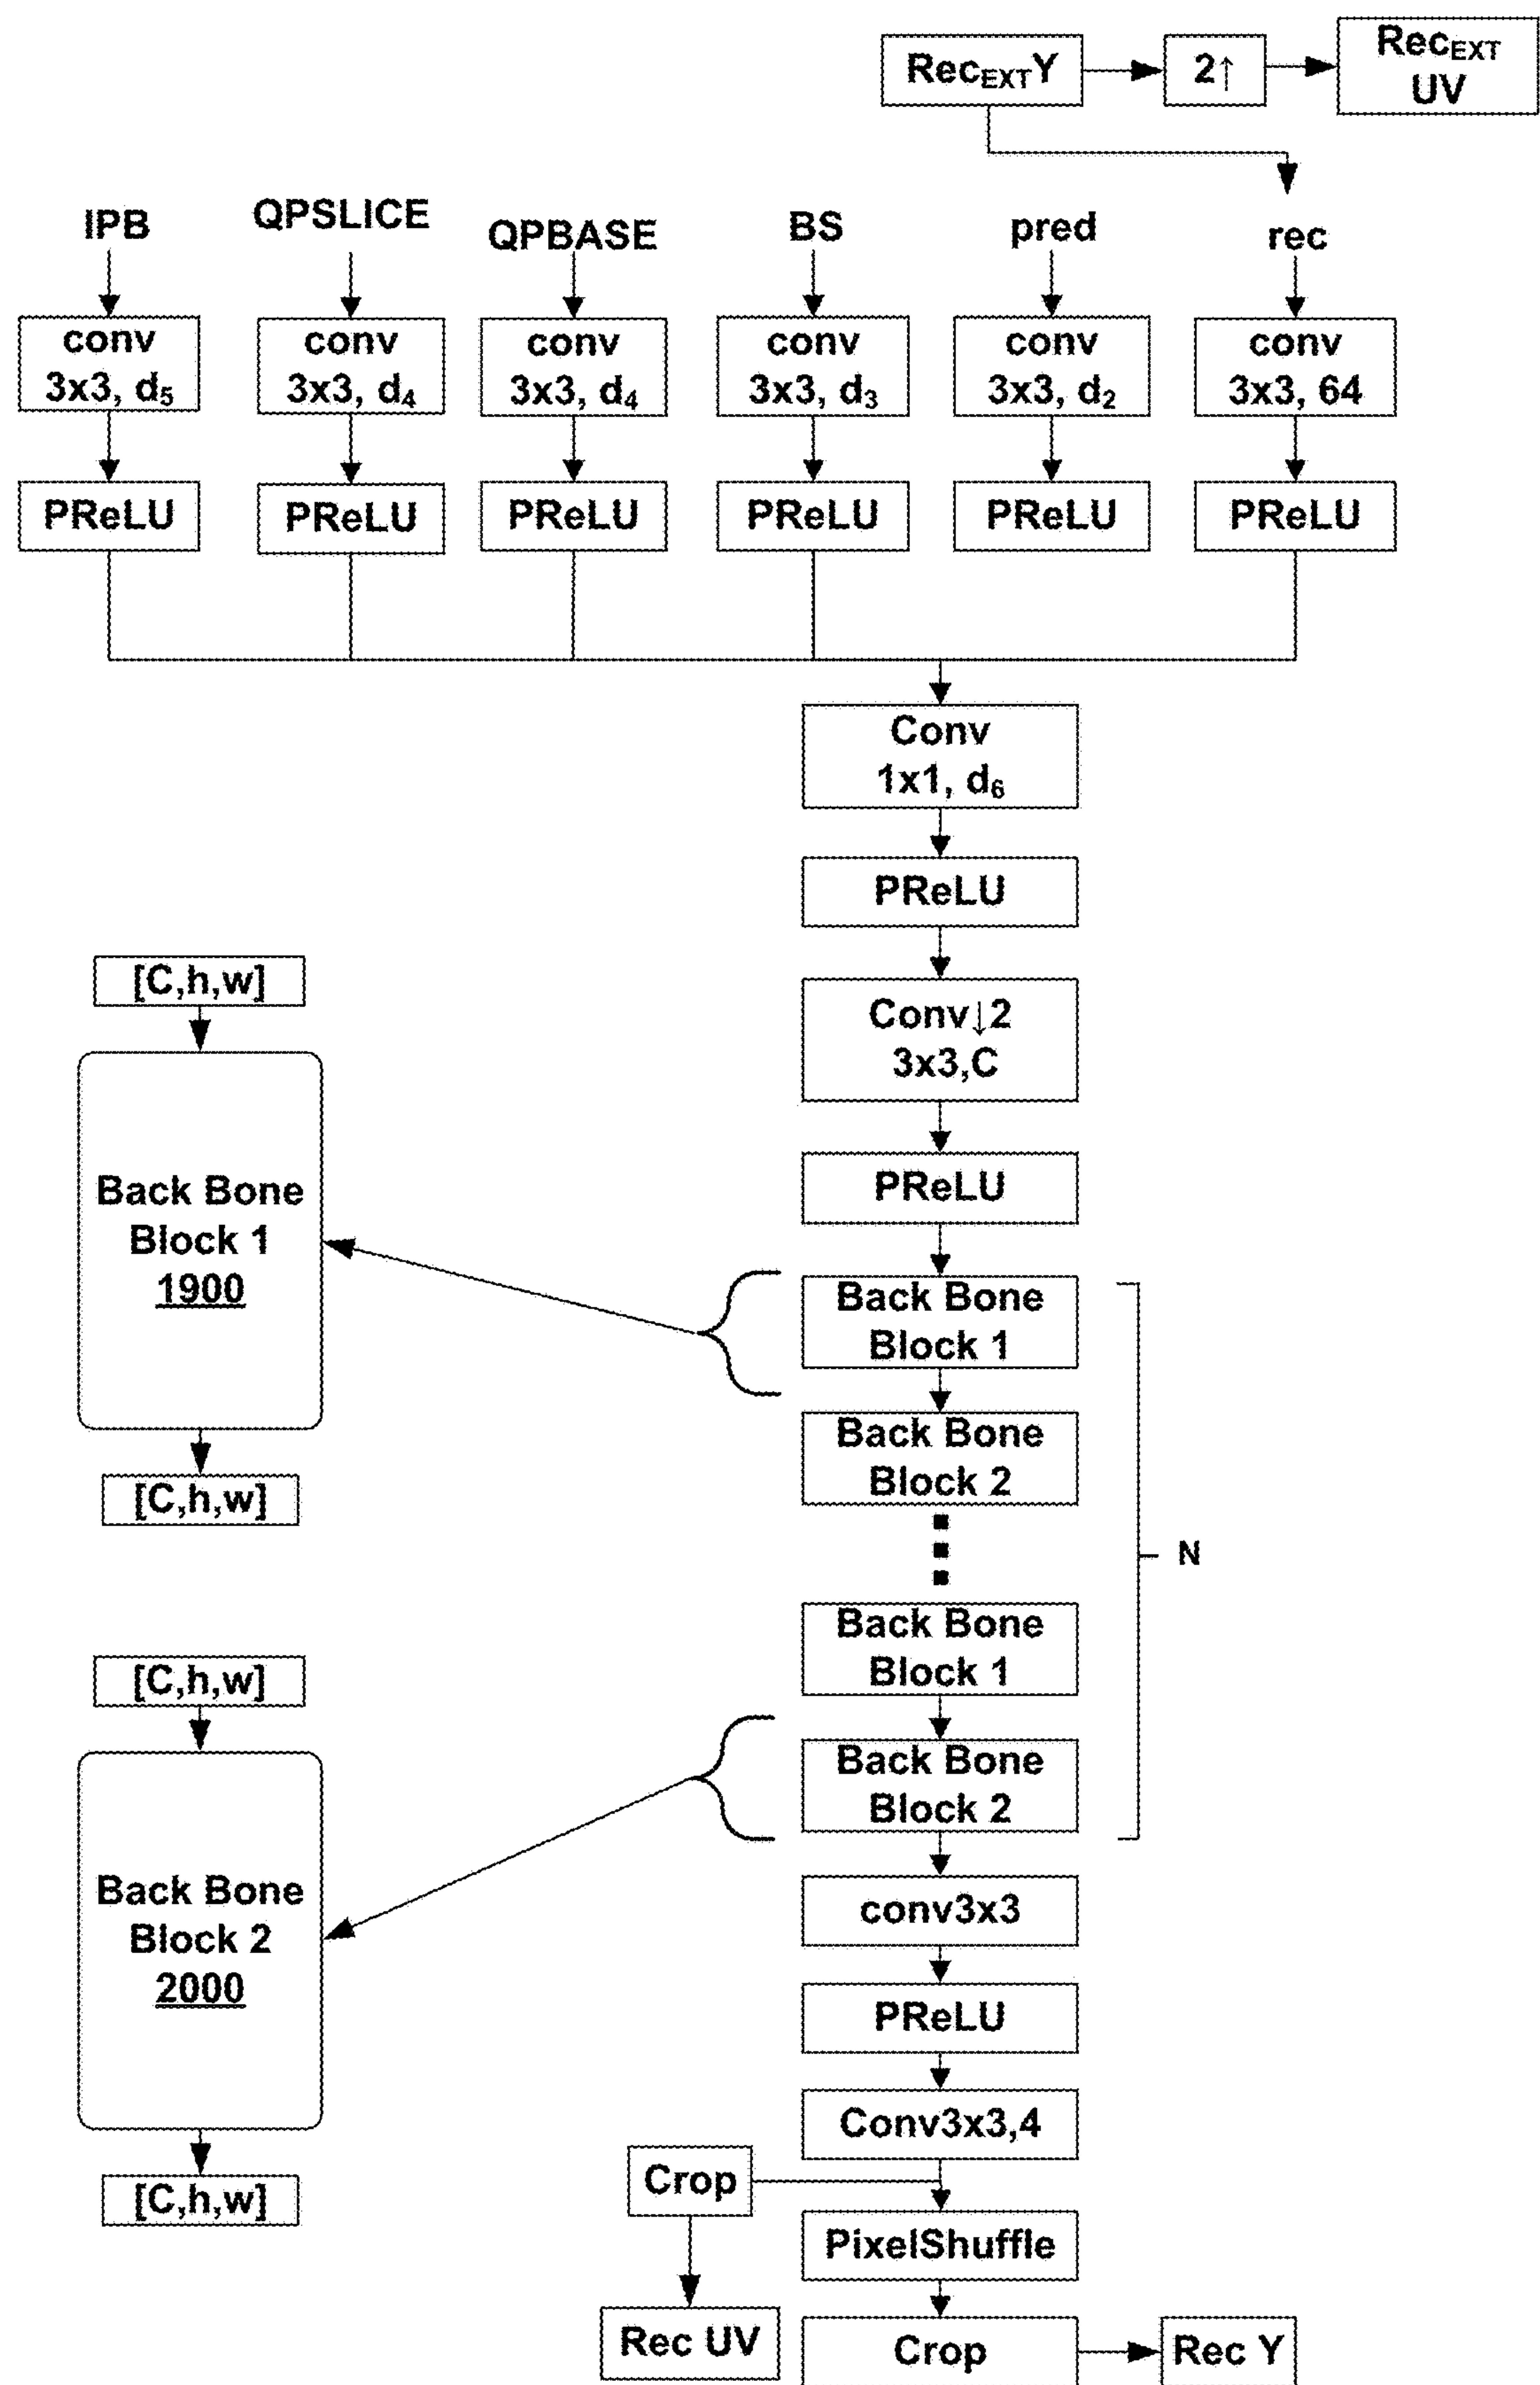 Rec_EXT Y
2↑
Rec_EXT
UV
IPB
QPSLICE
QPBASE
BS
pred
rec
conv
3x3, d₅
conv
3x3, d₄
conv
3x3, d₄
conv
3x3, d₃
conv
3x3, d₂
conv
3x3, 64
PReLU
PReLU
PReLU
PReLU
PReLU
PReLU
Conv
1x1, d₆
PReLU
Conv↓2
3x3,C
PReLU
[C,h,w]
Back Bone
Block 1
1900
[C,h,w]
Back Bone
Block 1
Back Bone
Block 2
N
Back Bone
Block 1
Back Bone
Block 2
[C,h,w]
Back Bone
Block 2
2000
[C,h,w]
conv3x3
PReLU
Conv3x3,4
Crop
PixelShuffle
Rec UV
Crop
Rec Y